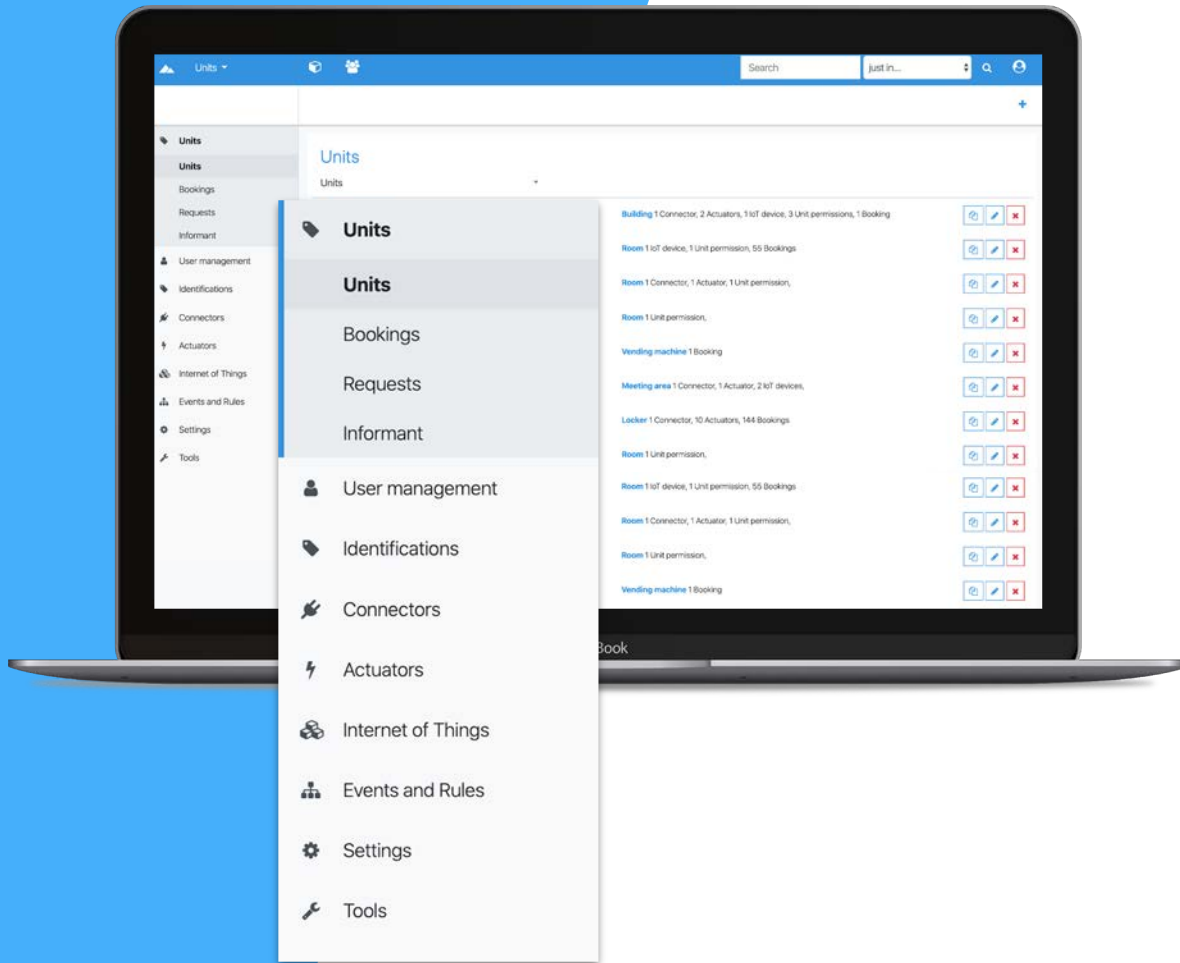 Units
Search
just in...
Units
Units
Bookings
Requests
Informant
User management
Identifications
Connectors
Actuators
Internet of Things
Events and Rules
Settings
Tools
Units
Units
Units
Units
Bookings
Requests
Informant
User management
Identifications
Connectors
Actuators
Internet of Things
Events and Rules
Settings
Tools
Building 1 Connector, 2 Actuators, 1 IoT device, 3 Unit permissions, 1 Booking
Room 1 IoT device, 1 Unit permission, 55 Bookings
Room 1 Connector, 1 Actuator, 1 Unit permission,
Room 1 Unit permission,
Vending machine 1 Booking
Meeting area 1 Connector, 1 Actuator, 2 IoT devices,
Locker 1 Connector, 10 Actuators, 144 Bookings
Room 1 Unit permission,
Room 1 IoT device, 1 Unit permission, 55 Bookings
Room 1 Connector, 1 Actuator, 1 Unit permission,
Room 1 Unit permission,
Vending machine 1 Booking
Book